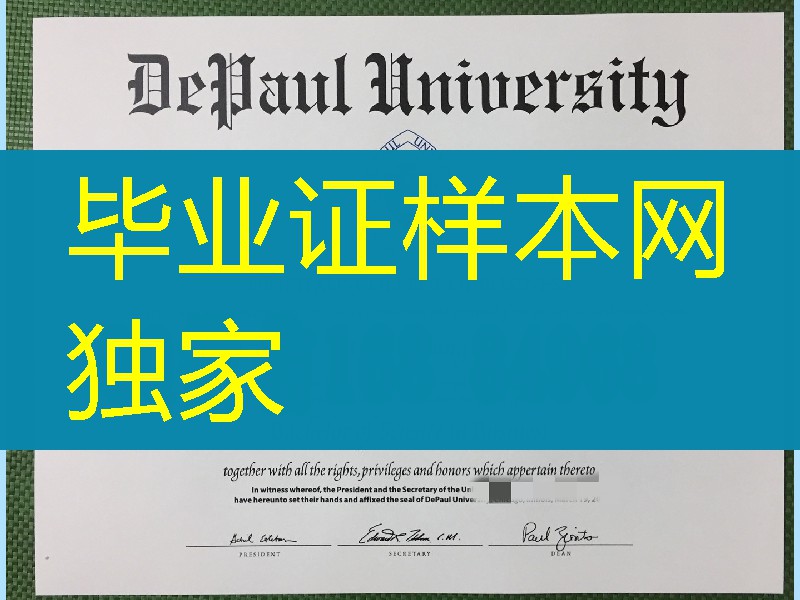 DePaul University
毕业证样本网
独家
together with all the rights, privileges and honors which appertain thereto
In witness whereof, the President and the Secretary of the Uni
have hereunto set their hands and affixed the seal of DePaul Univer
PRESIDENT SECRETARY DEAN